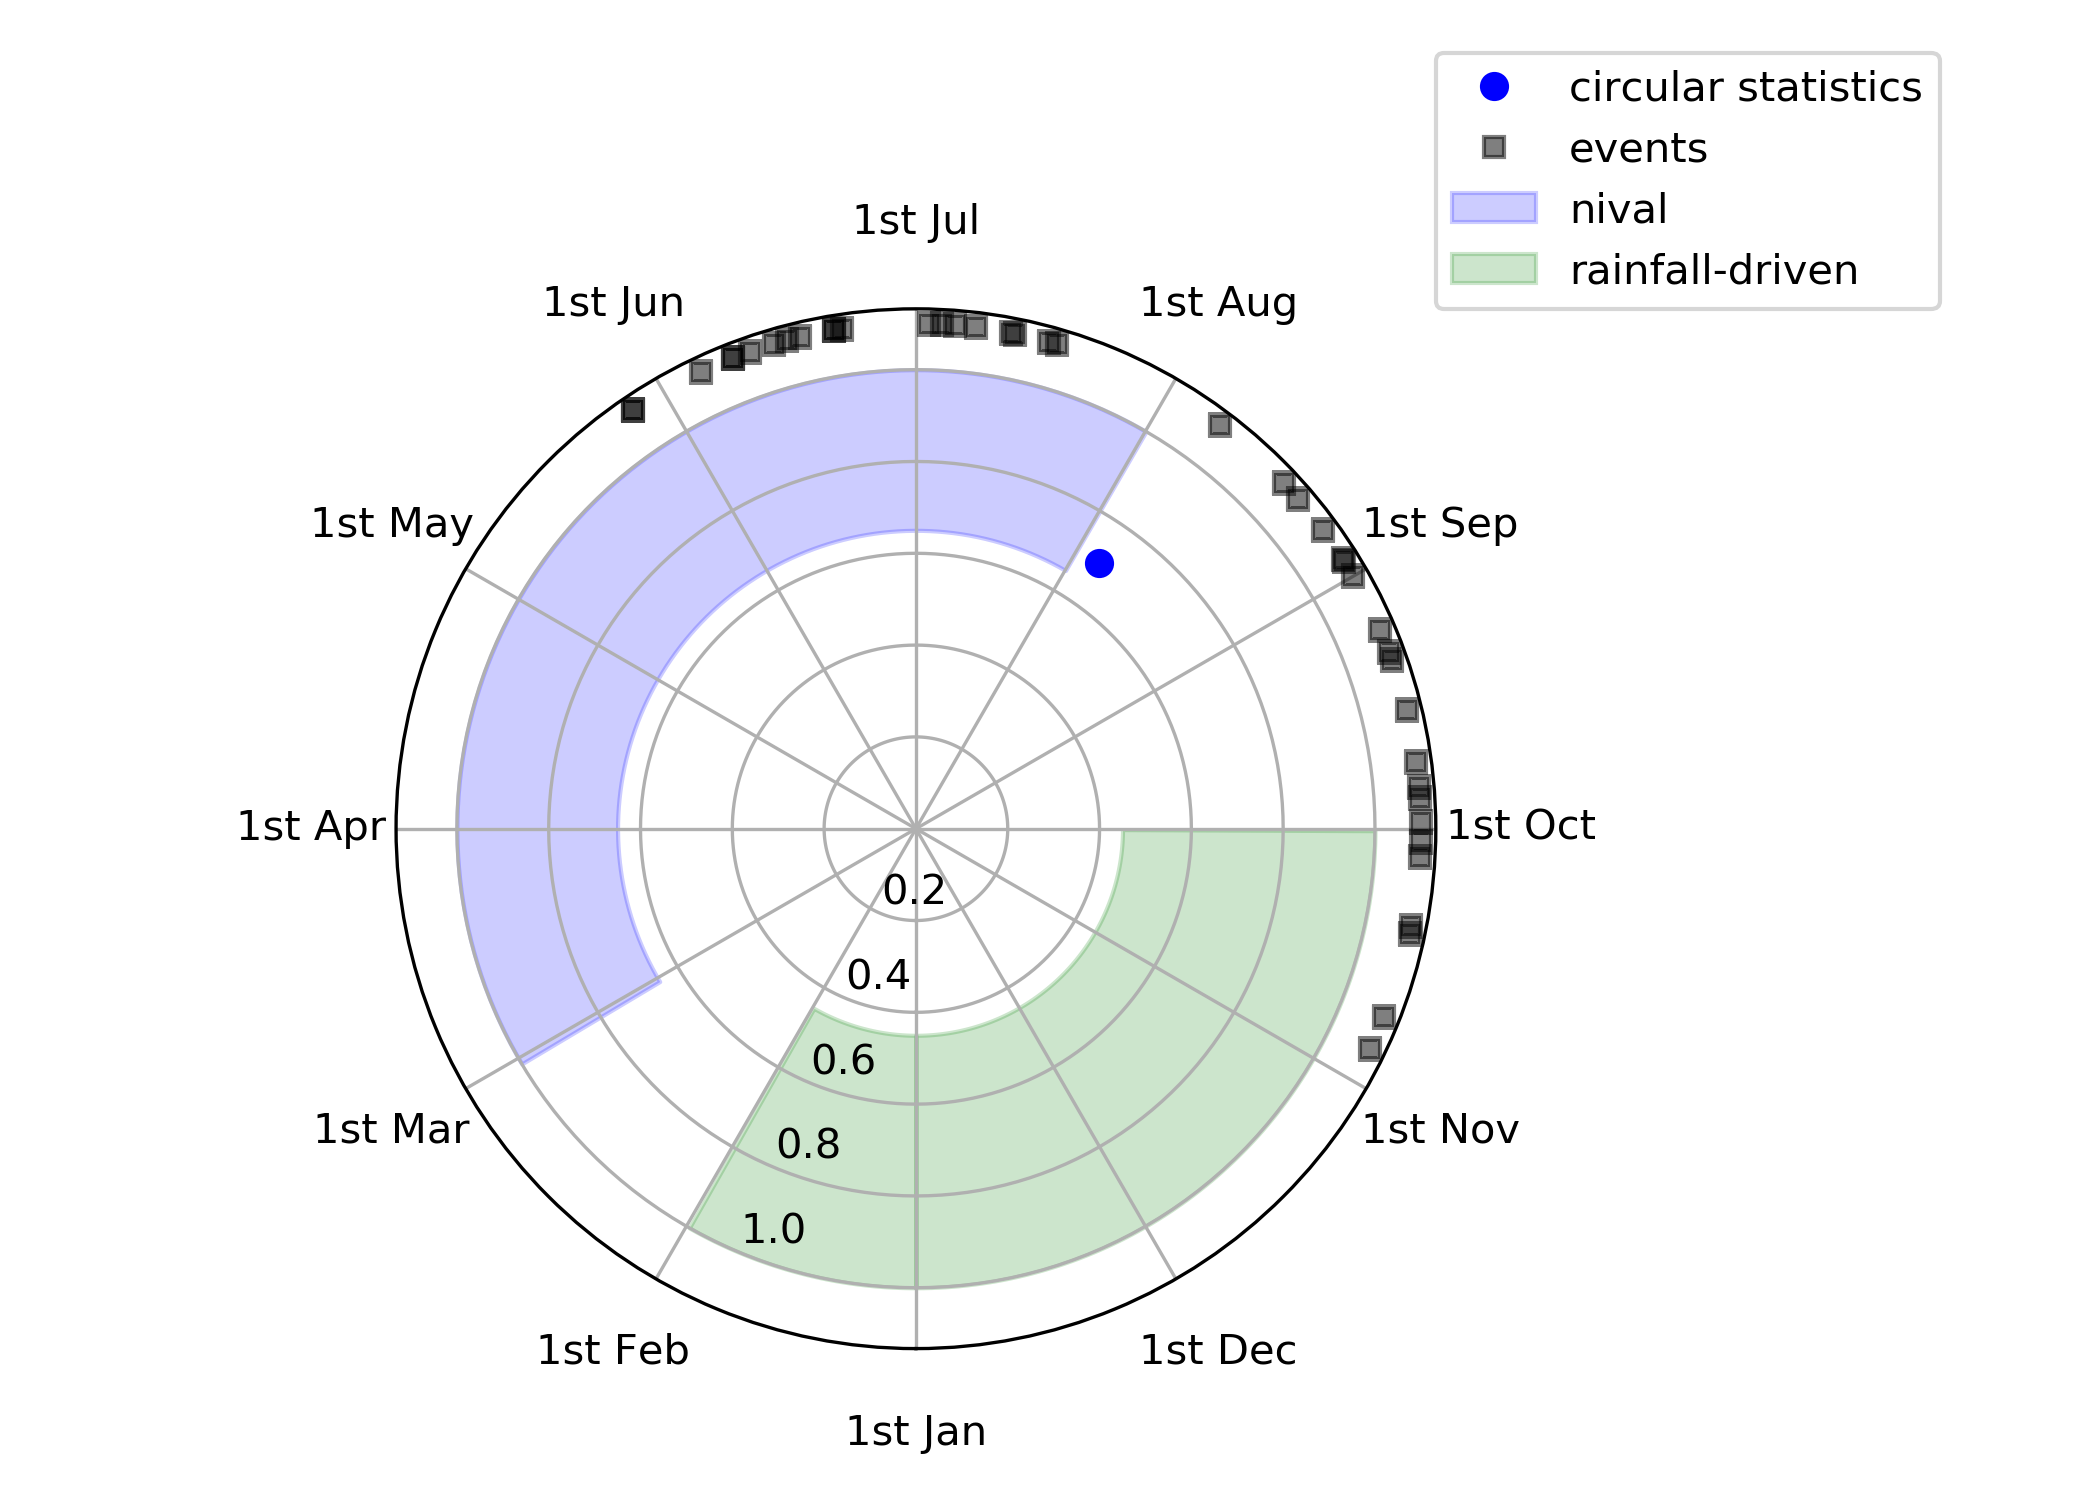 circular statistics
events
nival
rainfall-driven
1st Jul
1st Jun
1st Aug
1st May
1st Sep
1st Apr
1st Oct
0.2
0.4
0.6
0.8
1.0
1st Mar
1st Nov
1st Feb
1st Dec
1st Jan